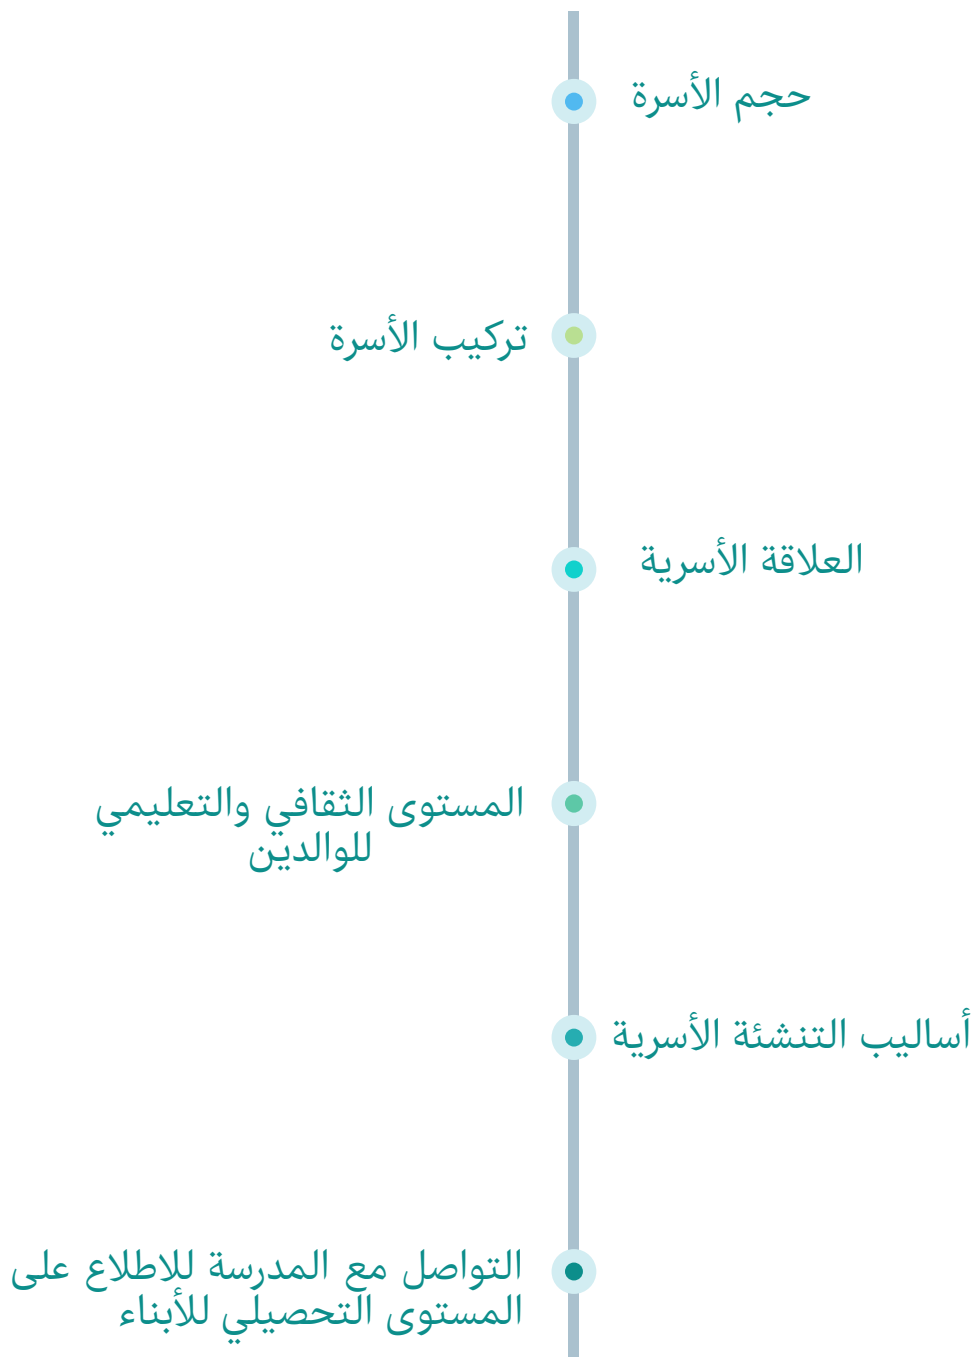 حجم الأسرة
تركيب الأسرة
العلاقة الأسرية
المستوى الثقافي والتعليمي
للوالدين
أساليب التنشئة الأسرية
التواصل مع المدرسة للاطلاع على
المستوى التحصيلي للأبناء